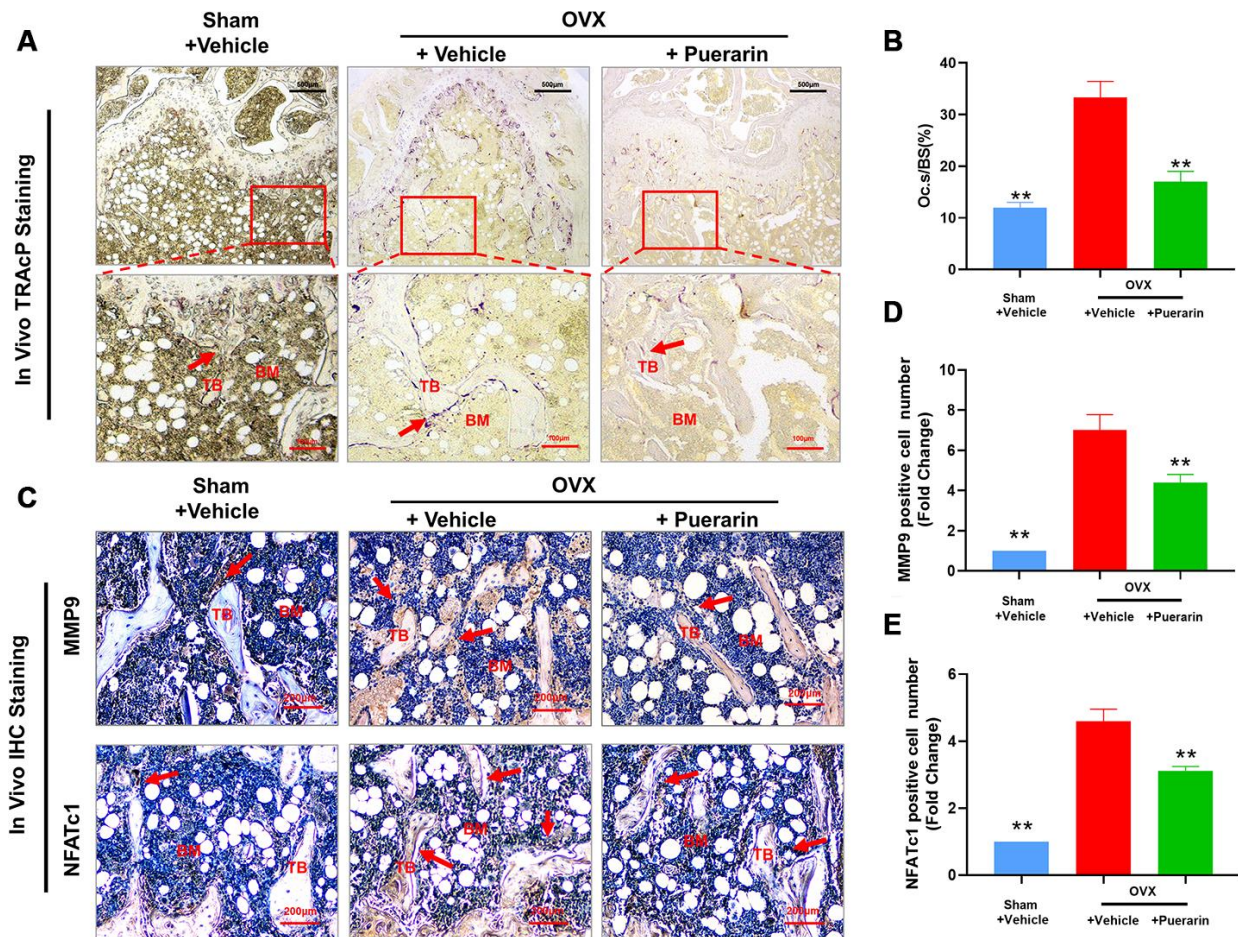 A
Sham
+Vehicle
OVX
+ Vehicle
+ Puerarin
In Vivo TRAcP Staining
500μm
500μm
500μm
TB
BM
100μm
TB
BM
100μm
TB
BM
100μm
B
Oc.s/BS(%)
40
30
20
10
0
**
**
Sham
+Vehicle
OVX
+Vehicle
+Puerarin
C
Sham
+Vehicle
OVX
+ Vehicle
+ Puerarin
In Vivo IHC Staining
MMP9
TB
BM
200μm
TB
BM
200μm
TB
BM
200μm
NFATc1
BM
TB
200μm
BM
TB
200μm
BM
TB
200μm
D
MMP9 positive cell number
(Fold Change)
8
6
4
2
0
**
**
Sham
+Vehicle
OVX
+Vehicle
+Puerarin
E
NFATc1 positive cell number
(Fold Change)
6
4
2
0
**
**
Sham
+Vehicle
OVX
+Vehicle
+Puerarin